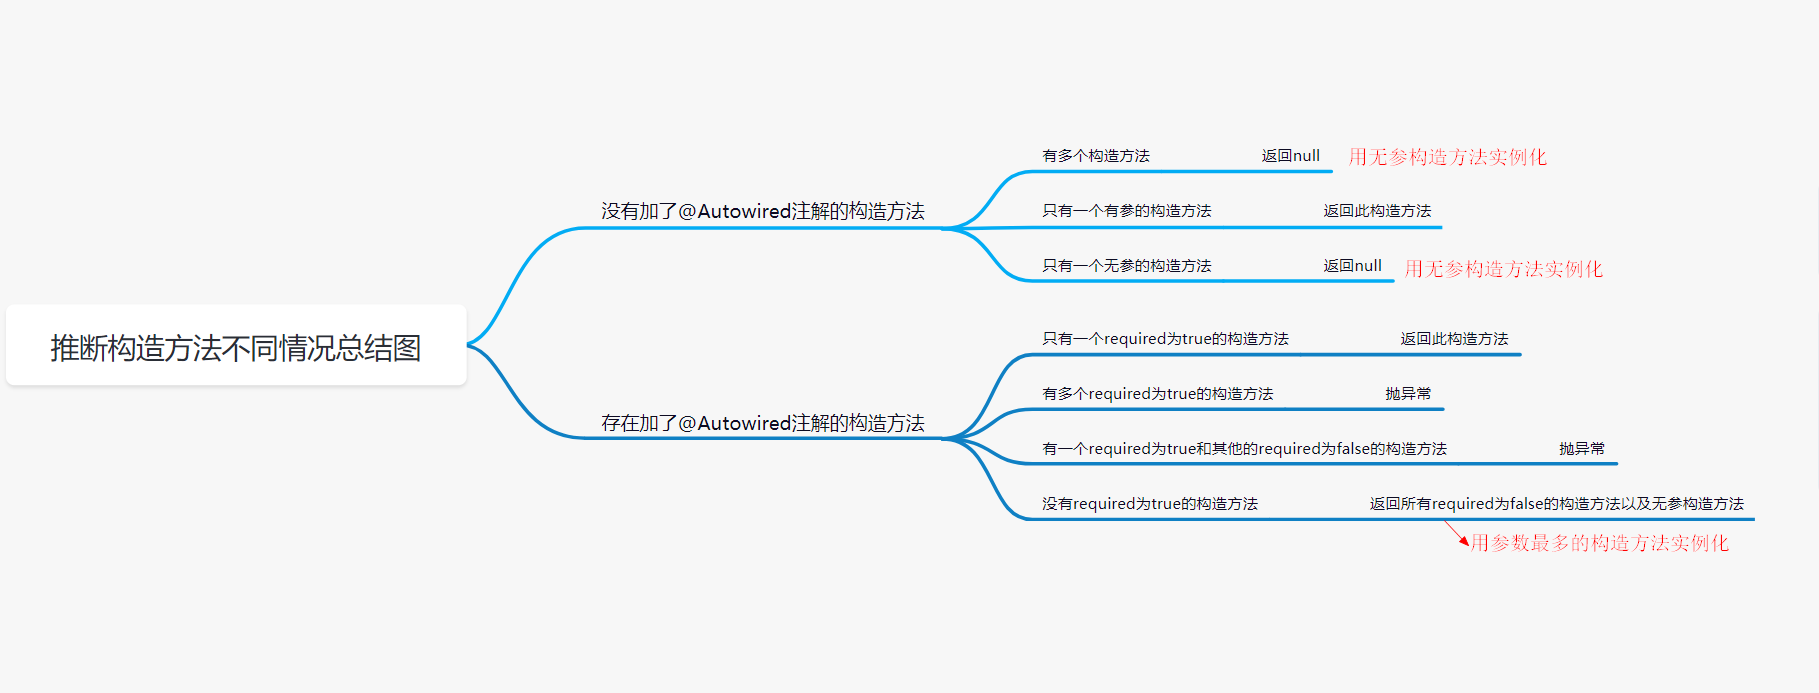 推断构造方法不同情况总结图
没有加了@Autowired注解的构造方法
有多个构造方法 返回null 用无参构造方法实例化
只有一个有参的构造方法 返回此构造方法
只有一个无参的构造方法 返回null 用无参构造方法实例化
存在加了@Autowired注解的构造方法
只有一个required为true的构造方法 返回此构造方法
有多个required为true的构造方法 抛异常
有一个required为true和其他的required为false的构造方法 抛异常
没有required为true的构造方法 返回所有required为false的构造方法以及无参构造方法
用参数最多的构造方法实例化